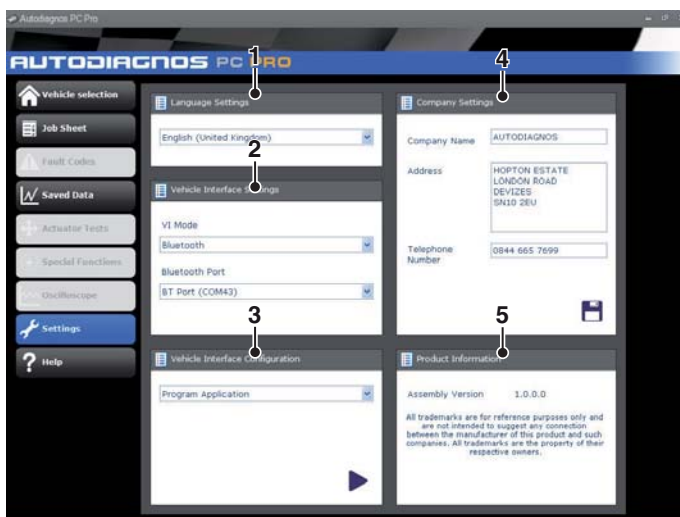 Autodiagnos PC Pro
AUTODIAGNOS PC PRO
Vehicle selection
Job Sheet
Fault Codes
Saved Data
Actuator Tests
Special Functions
Oscilloscope
Settings
? Help
1
Language Settings
English (United Kingdom)
2
Vehicle Interface Settings
VI Mode
Bluetooth
Bluetooth Port
BT Port (COM43)
3
Vehicle Interface Configuration
Program Application
4
Company Settings
Company Name
AUTODIAGNOS
Address
HOPTON ESTATE
LONDON ROAD
DEVIZES
SN10 2EU
Telephone
Number
0844 665 7699
5
Product Information
Assembly Version 1.0.0.0
All trademarks are for reference purposes only and
are not intended to suggest any connection
between the manufacturer of this product and such
companies. All trademarks are the property of their
respective owners.